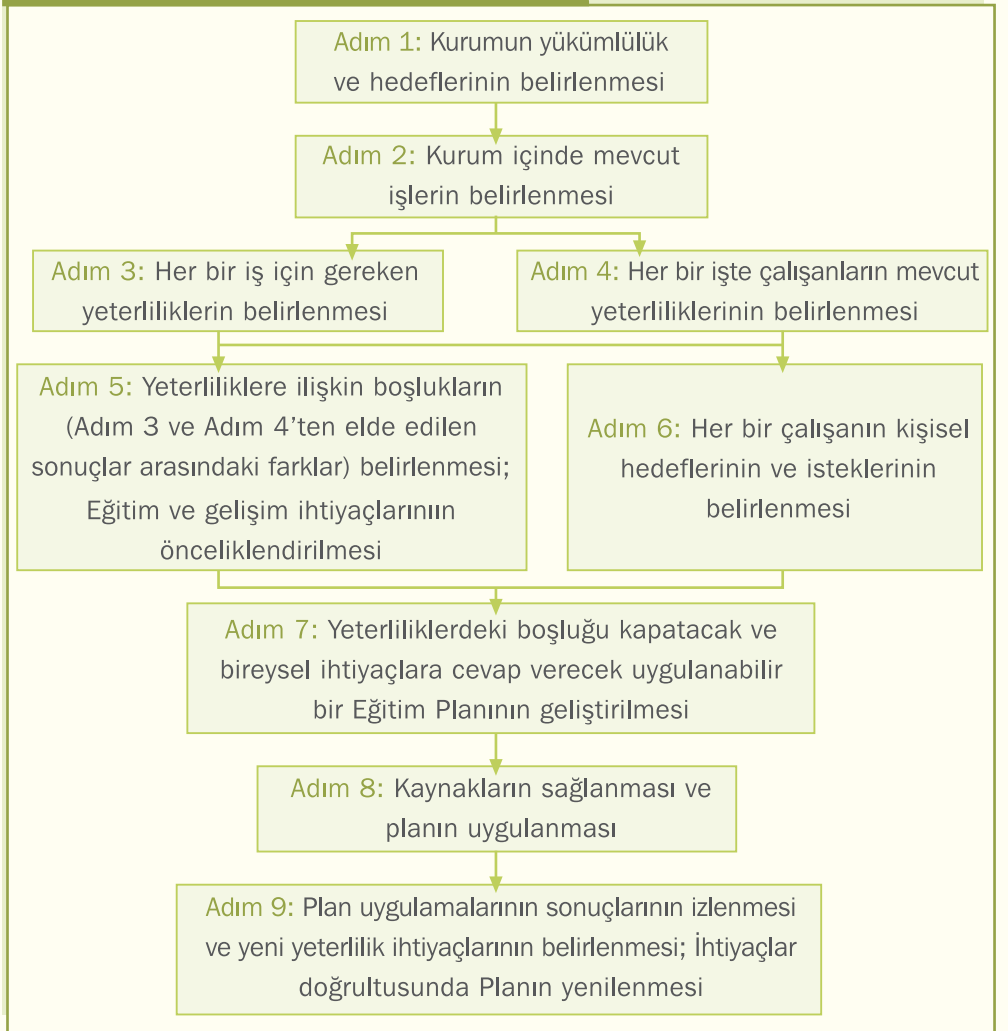 Adım 1: Kurumun yükümlülük
ve hedeflerinin belirlenmesi
Adım 2: Kurum içinde mevcut
işlerin belirlenmesi
Adım 3: Her bir iş için gereken
yeterliliklerin belirlenmesi
Adım 4: Her bir işte çalışanların mevcut
yeterliliklerinin belirlenmesi
Adım 5: Yeterliliklere ilişkin boşlukların
(Adım 3 ve Adım 4’ten elde edilen
sonuçlar arasındaki farklar) belirlenmesi;
Eğitim ve gelişim ihtiyaçlarınıın
önceliklendirilmesi
Adım 6: Her bir çalışanın kişisel
hedeflerinin ve isteklerinin
belirlenmesi
Adım 7: Yeterliliklerdeki boşluğu kapatacak ve
bireysel ihtiyaçlara cevap verecek uygulanabilir
bir Eğitim Planının geliştirilmesi
Adım 8: Kaynakların sağlanması ve
planın uygulanması
Adım 9: Plan uygulamalarının sonuçlarının izlenmesi
ve yeni yeterlilik ihtiyaçlarının belirlenmesi; İhtiyaçlar
doğrultusunda Planın yenilenmesi